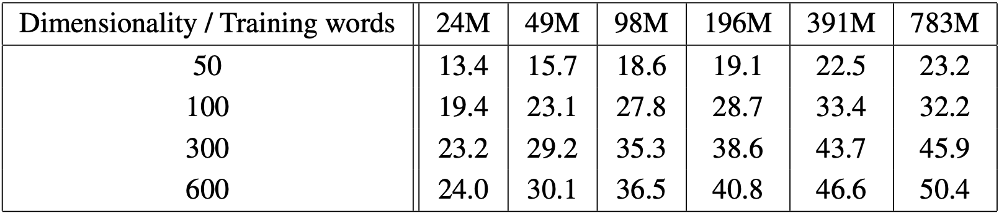 Dimensionality / Training words 24M 49M 98M 196M 391M 783M
50 13.4 15.7 18.6 19.1 22.5 23.2
100 19.4 23.1 27.8 28.7 33.4 32.2
300 23.2 29.2 35.3 38.6 43.7 45.9
600 24.0 30.1 36.5 40.8 46.6 50.4